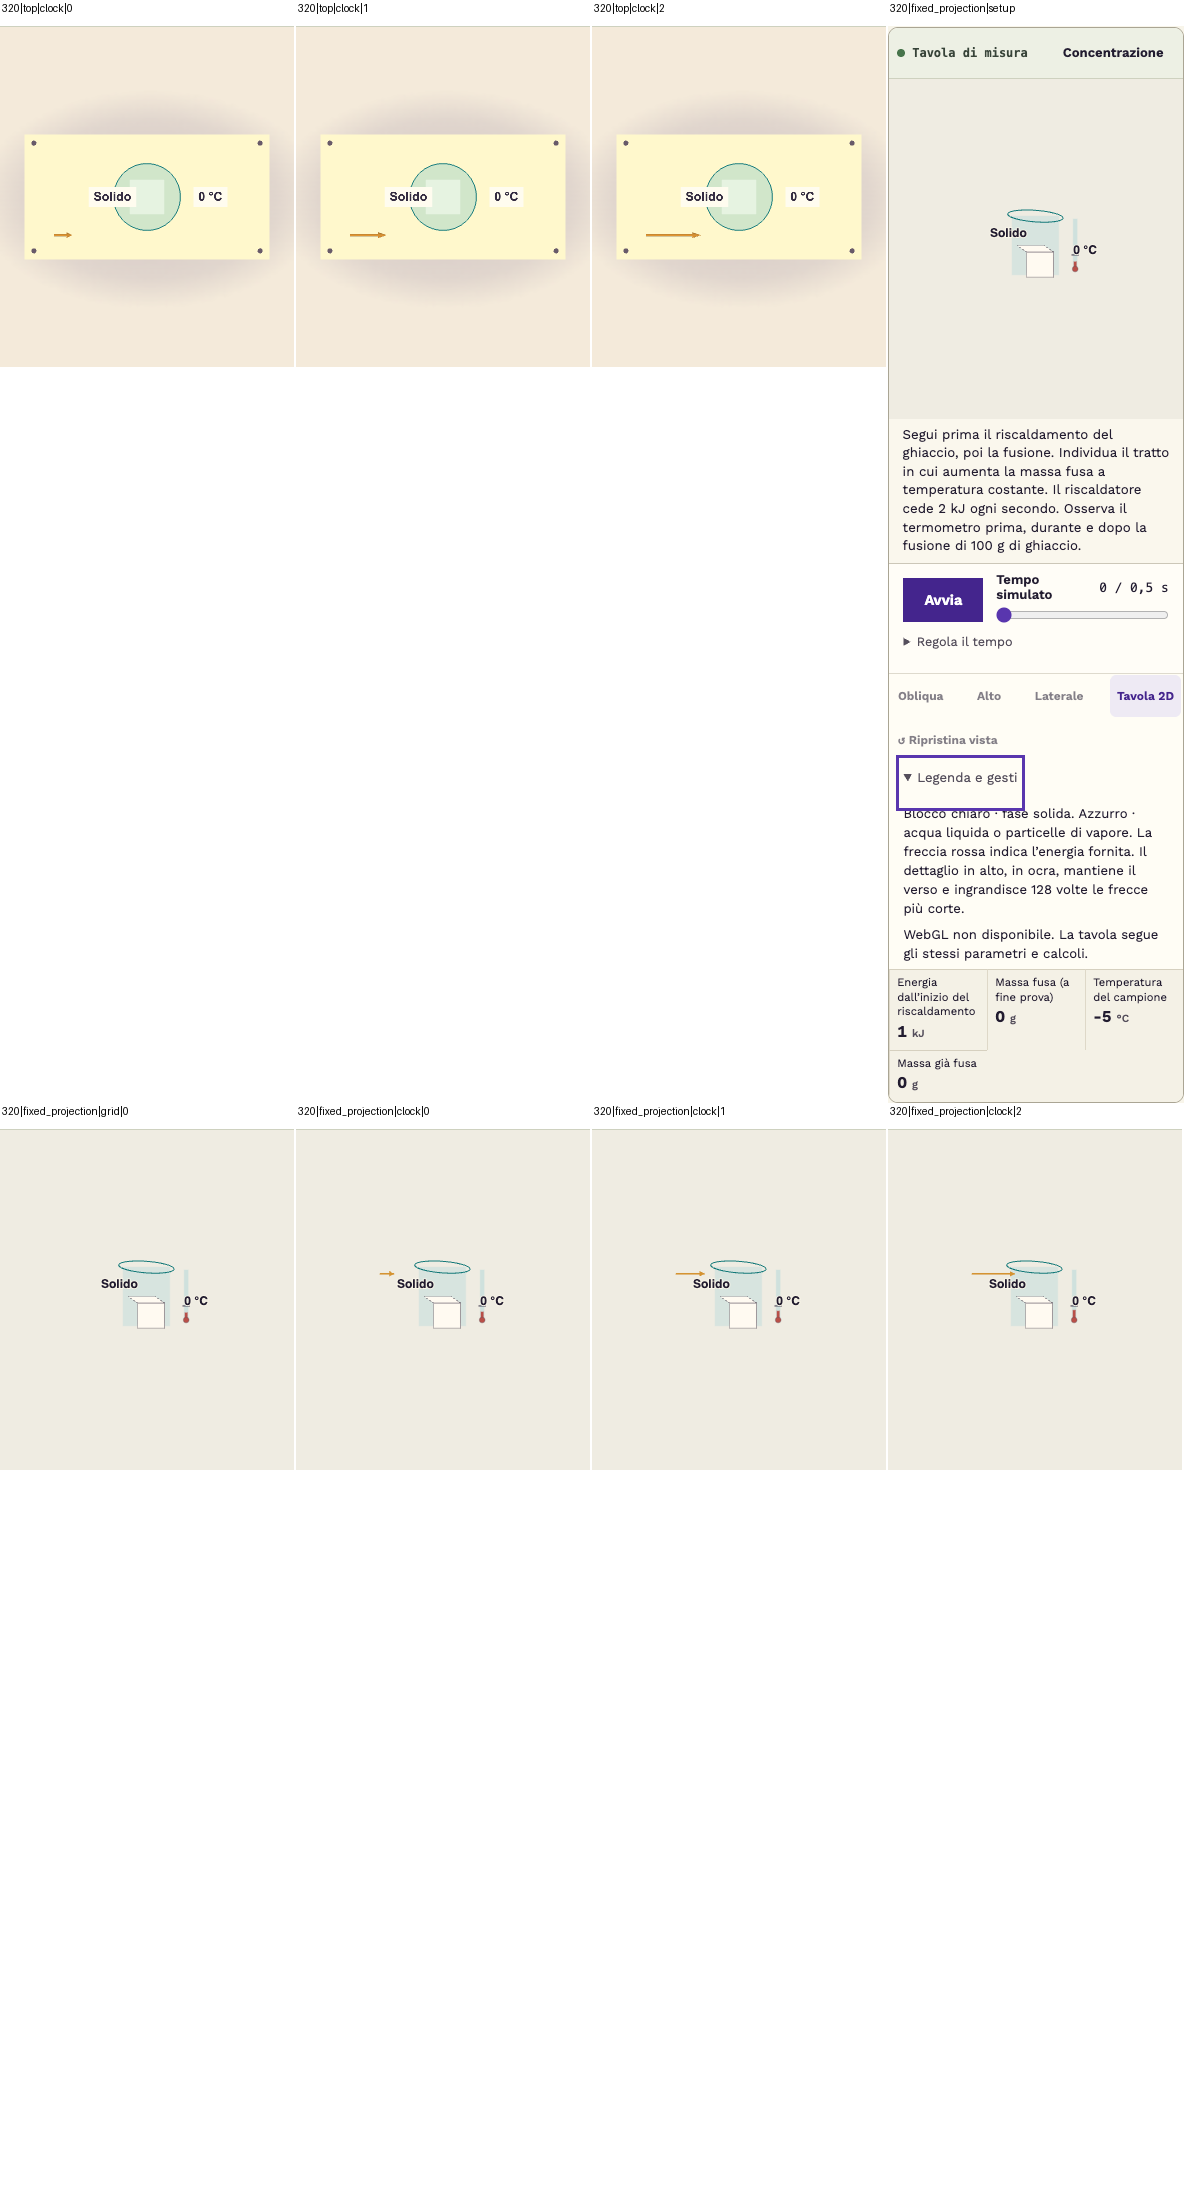 320|top|clock|0
320|top|clock|1
320|top|clock|2
320|fixed_projection|setup
Solido
0 °C
Solido
0 °C
Solido
0 °C
Tavola di misura
Concentrazione
Solido
0 °C
Segui prima il riscaldamento del
ghiaccio, poi la fusione. Individua il tratto
in cui aumenta la massa fusa a
temperatura costante. Il riscaldatore
cede 2 kJ ogni secondo. Osserva il
termometro prima, durante e dopo la
fusione di 100 g di ghiaccio.
Avvia
Tempo
simulato
0 / 0,5 s
▶ Regola il tempo
Obliqua
Alto
Laterale
Tavola 2D
↺ Ripristina vista
▼ Legenda e gesti
Blocco chiaro · fase solida. Azzurro ·
acqua liquida o particelle di vapore. La
freccia rossa indica l’energia fornita. Il
dettaglio in alto, in ocra, mantiene il
verso e ingrandisce 128 volte le frecce
più corte.
WebGL non disponibile. La tavola segue
gli stessi parametri e calcoli.
Energia
dall’inizio del
riscaldamento
1 kJ
Massa fusa (a
fine prova)
0 g
Temperatura
del campione
-5 °C
Massa già fusa
0 g
320|fixed_projection|grid|0
320|fixed_projection|clock|0
320|fixed_projection|clock|1
320|fixed_projection|clock|2
Solido
0 °C
Solido
0 °C
Solido
0 °C
Solido
0 °C